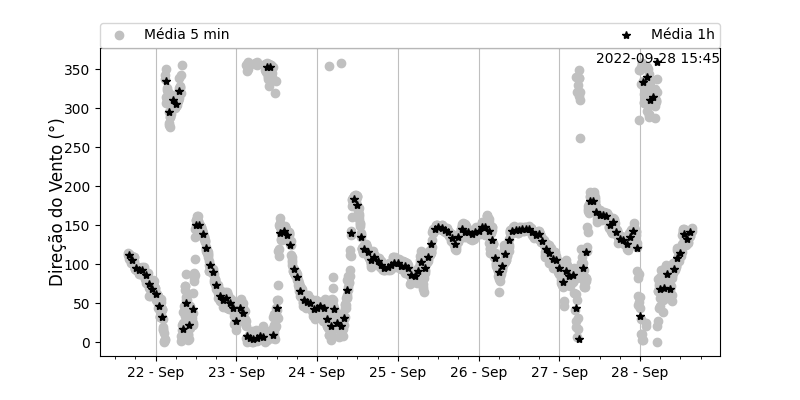 Média 5 min
Média 1h
2022-09-28 15:45
Direção do Vento (°)
350
300
250
200
150
100
50
0
22 - Sep
23 - Sep
24 - Sep
25 - Sep
26 - Sep
27 - Sep
28 - Sep